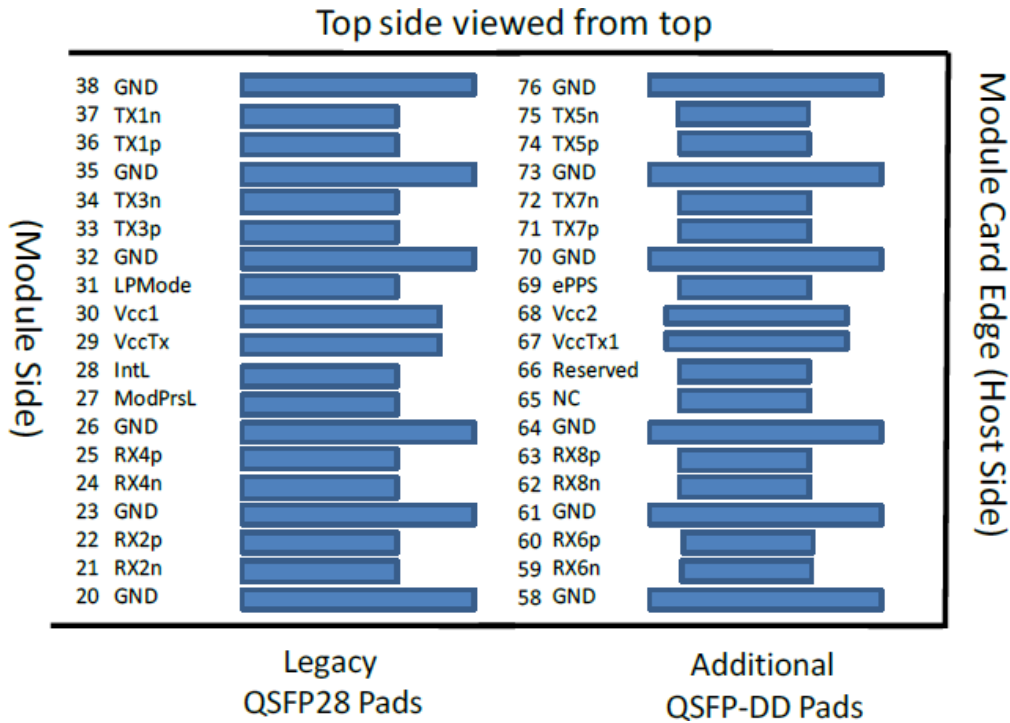 Top side viewed from top
38 GND 76 GND
37 TX1n 75 TX5n
36 TX1p 74 TX5p
35 GND 73 GND
34 TX3n 72 TX7n
33 TX3p 71 TX7p
32 GND 70 GND
31 LPMode 69 ePPS
30 Vcc1 68 Vcc2
29 VccTx 67 VccTx1
28 IntL 66 Reserved
27 ModPrsL 65 NC
26 GND 64 GND
25 RX4p 63 RX8p
24 RX4n 62 RX8n
23 GND 61 GND
22 RX2p 60 RX6p
21 RX2n 59 RX6n
20 GND 58 GND
(Module Side)
Module Card Edge (Host Side)
Legacy
QSFP28 Pads
Additional
QSFP-DD Pads